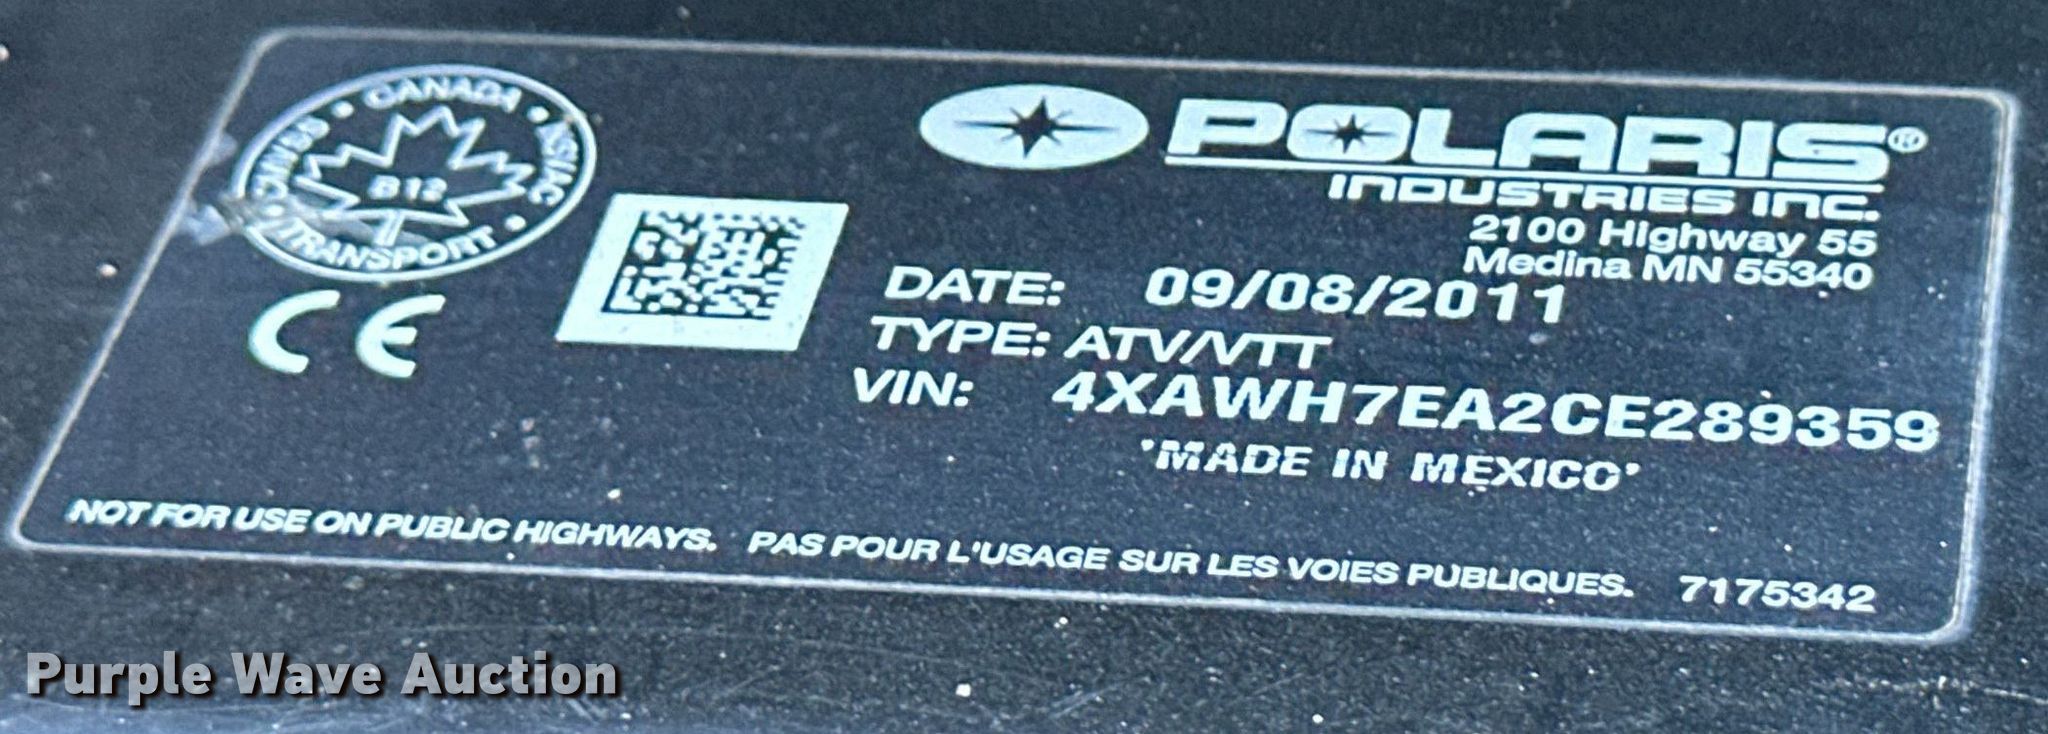 CANADA
B12
TRANSPORT
CE
POLARIS®
INDUSTRIES INC.
2100 Highway 55
Medina MN 55340
DATE: 09/08/2011
TYPE: ATV/VTT
VIN: 4XAWH7EA2CE289359
"MADE IN MEXICO"
NOT FOR USE ON PUBLIC HIGHWAYS. PAS POUR L'USAGE SUR LES VOIES PUBLIQUES. 7175342
Purple Wave Auction